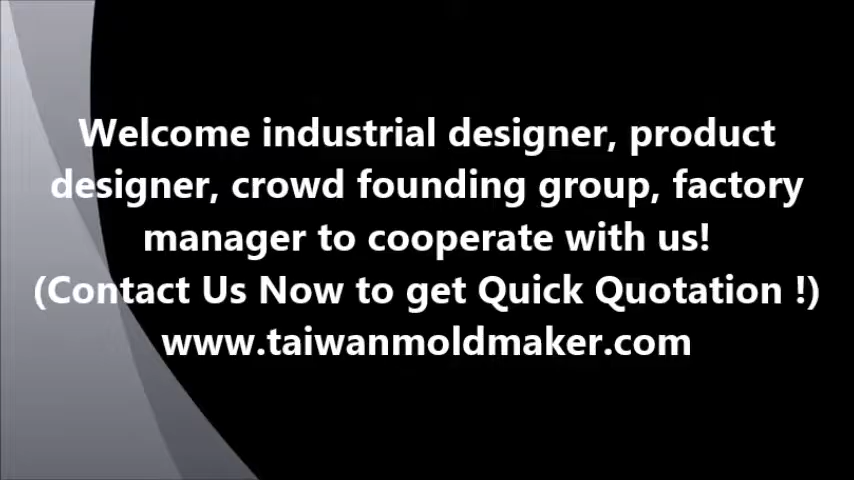 Welcome industrial designer, product
designer, crowd founding group, factory
manager to cooperate with us!
(Contact Us Now to get Quick Quotation !)
www.taiwanmoldmaker.com